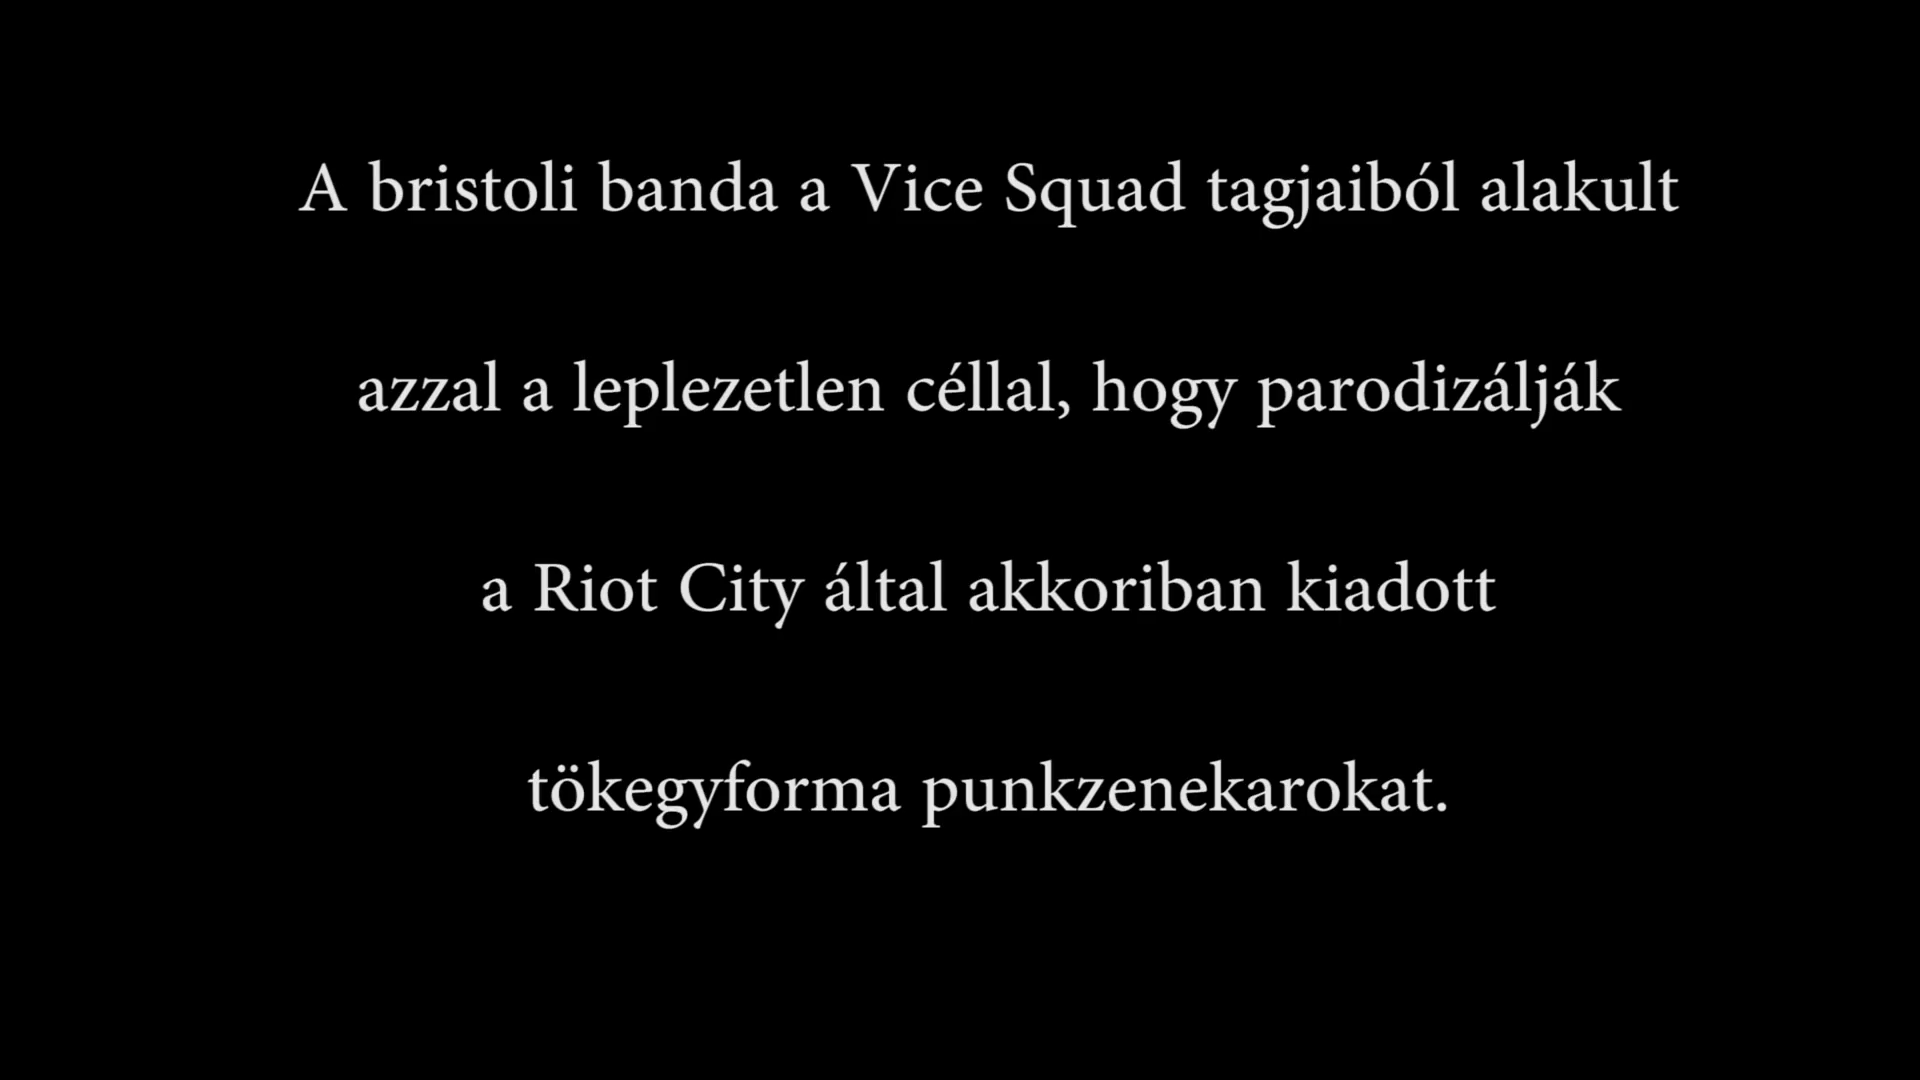 A bristoli banda a Vice Squad tagjaiból alakult
azzal a leplezetlen céllal, hogy parodizálják
a Riot City által akkoriban kiadott
tökegyforma punkzenekarokat.